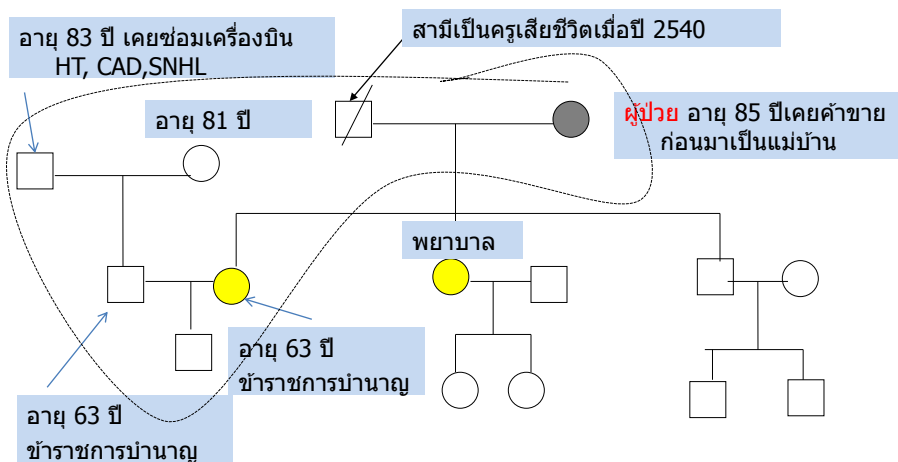 อายุ 83 ปี เคยซ่อมเครื่องบิน
HT, CAD,SNHL
สามีเป็นครูเสียชีวิตเมื่อปี 2540
อายุ 81 ปี
ผู้ป่วย อายุ 85 ปีเคยค้าขาย
ก่อนมาเป็นแม่บ้าน
พยาบาล
อายุ 63 ปี
ข้าราชการบำนาญ
อายุ 63 ปี
ข้าราชการบำนาญ